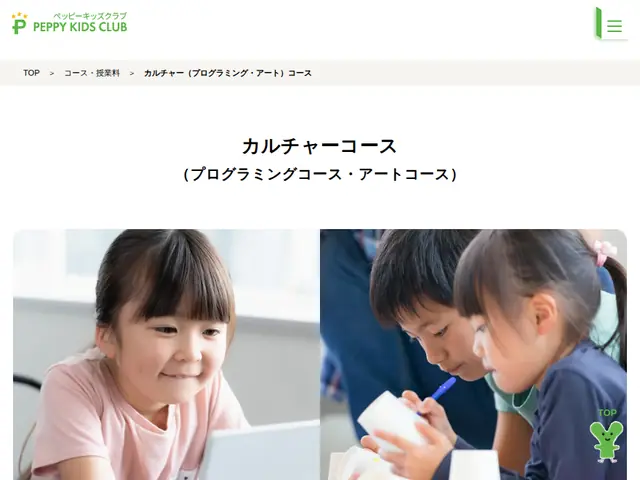 ペッピーキッズクラブ
PEPPY KIDS CLUB
TOP > コース・授業料 > カルチャー（プログラミング・アート）コース
カルチャーコース
（プログラミングコース・アートコース）
TOP